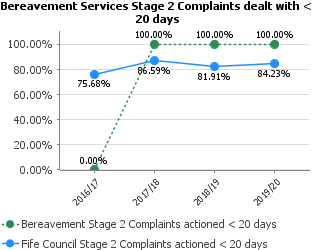 Bereavement Services Stage 2 Complaints dealt with <
20 days
100.00% 100.00% 100.00%
100.00%
80.00%
60.00%
40.00%
20.00%
0.00%
75.68% 86.59% 81.91% 84.23%
0.00%
2016/17 2017/18 2018/19 2019/20
Bereavement Stage 2 Complaints actioned < 20 days
Fife Council Stage 2 Complaints actioned < 20 days